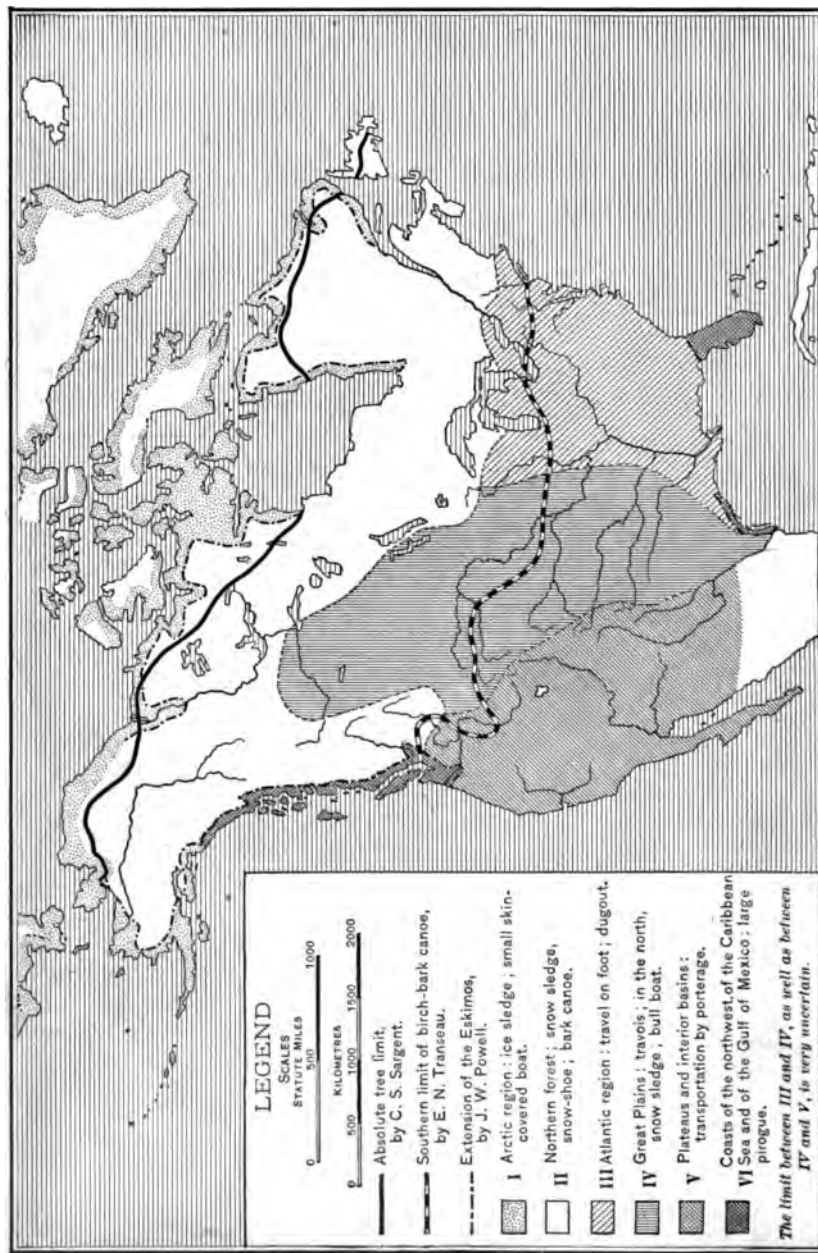 LEGEND
SCALES
STATUTE MILES
0 500 1000
KILOMETRES
0 500 1000 1500 2000
Absolute tree limit,
by C. S. Sargent.
Southern limit of birch-bark canoe,
by E. N. Transeau.
Extension of the Eskimos,
by J. W. Powell.
I Arctic region : ice sledge ; small skin-
covered boat.
II Northern forest ; snow sledge,
snow-shoe ; bark canoe.
III Atlantic region : travel on foot ; dugout.
IV Great Plains ; travois ; in the north,
snow sledge ; bull boat.
V Plateaus and interior basins :
transportation by porterage.
Coasts of the northwest, of the Caribbean
VI Sea and of the Gulf of Mexico ; large
pirogue.
The limit between III and IV, as well as between
IV and V, is very uncertain.